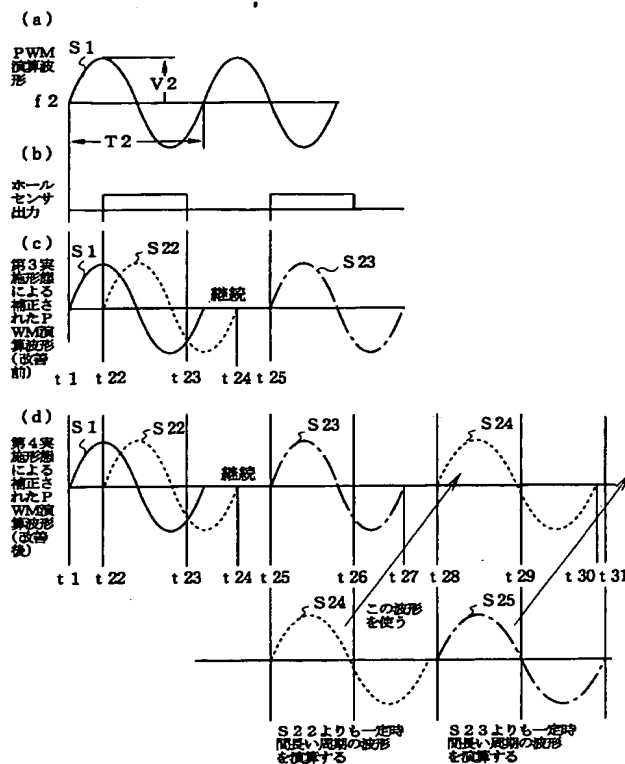 (a)
PWM
演算波
形
S1
V2
f2
T2
(b)
ホール
センサ
出力
(c)
第3実
施形態
による
補正さ
れたP
WM演
算波形
(改善
前)
S1
S22
継続
S23
t1 t22 t23 t24 t25
(d)
第4実
施形態
による
補正さ
れたP
WM演
算波形
(改善
後)
S1
S22
継続
S23
S24
t1 t22 t23 t24 t25 t26 t27 t28 t29 t30 t31
S24
この波形
を使う
S25
S22よりも一定時
間長い周期の波形
を演算する
S23よりも一定時
間長い周期の波形
を演算する